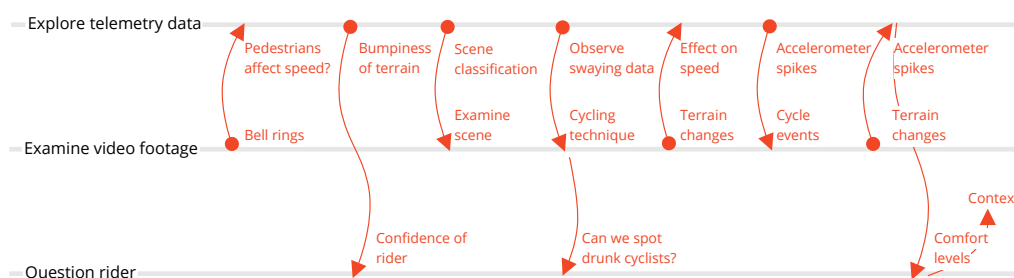 Explore telemetry data
Pedestrians
affect speed?
Bumpiness
of terrain
Scene
classification
Observe
swaying data
Effect on
speed
Accelerometer
spikes
Accelerometer
spikes
Bell rings
Examine
scene
Cycling
technique
Terrain
changes
Cycle
events
Terrain
changes
Examine video footage
Contex
Confidence of
rider
Can we spot
drunk cyclists?
Comfort
levels
Question rider